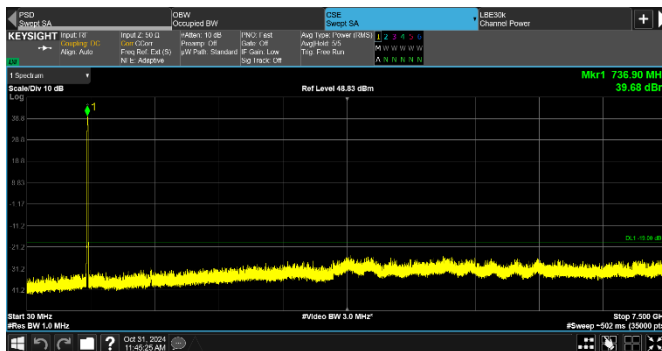 PSD
Swept SA
OBW
Occupied BW
CSE
Swept SA
LBE30k
Channel Power
KEYSIGHT
Input: RF
Coupling: DC
Align: Auto
Input Z: 50 Ω
Corr CCorr
Freq Ref: Ext (S)
NFE: Adaptive
#Atten: 10 dB
Preamp: Off
µW Path: Standard
PNO: Fast
Gate: Off
IF Gain: Low
Sig Track: Off
Avg Type: Power (RMS)
Avg|Hold: 5/5
Trig: Free Run
1 2 3 4 5 6
M W W W W W
A N N N N N
1 Spectrum
Scale/Div 10 dB
Log
Ref Level 48.83 dBm
Mkr1 736.90 MH
39.68 dBr
1
38.8
28.8
18.8
8.83
-1.17
-11.2
-21.2
-31.2
-41.2
Start 30 MHz
#Res BW 1.0 MHz
#Video BW 3.0 MHz*
Stop 7.500 GH
#Sweep ~502 ms (35000 pts
Oct 31, 2024
11:45:25 AM